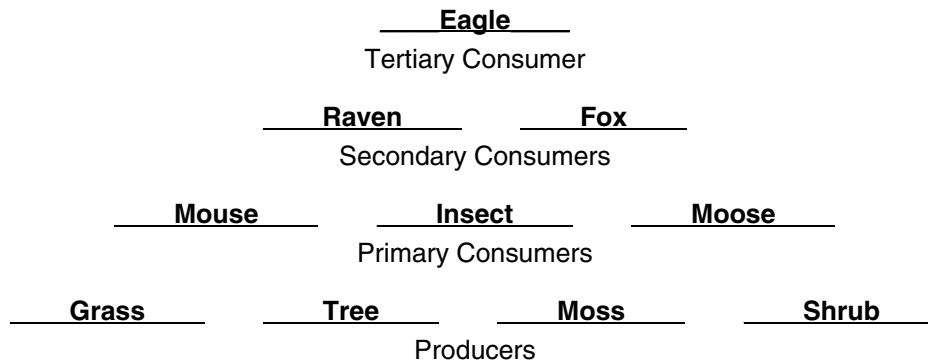 Eagle
Tertiary Consumer
Raven Fox
Secondary Consumers
Mouse Insect Moose
Primary Consumers
Grass Tree Moss Shrub
Producers